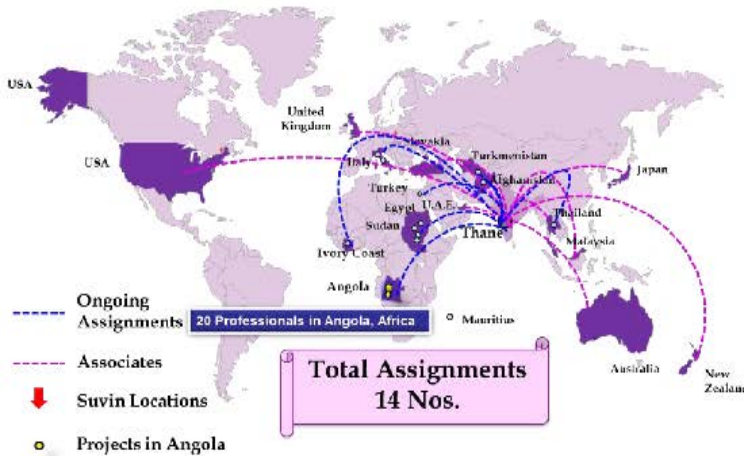 USA
United
Kingdom
Slovakia
USA
Italy
Turkmenistan
Afghanistan
Japan
Turkey
Egypt
U.A.E.
Sudan
Thane
Thailand
Malaysia
Ivory Coast
Angola
Mauritius
Australia
New
Zealand
Ongoing
Assignments
20 Professionals in Angola, Africa
Associates
Suvin Locations
Projects in Angola
Total Assignments
14 Nos.